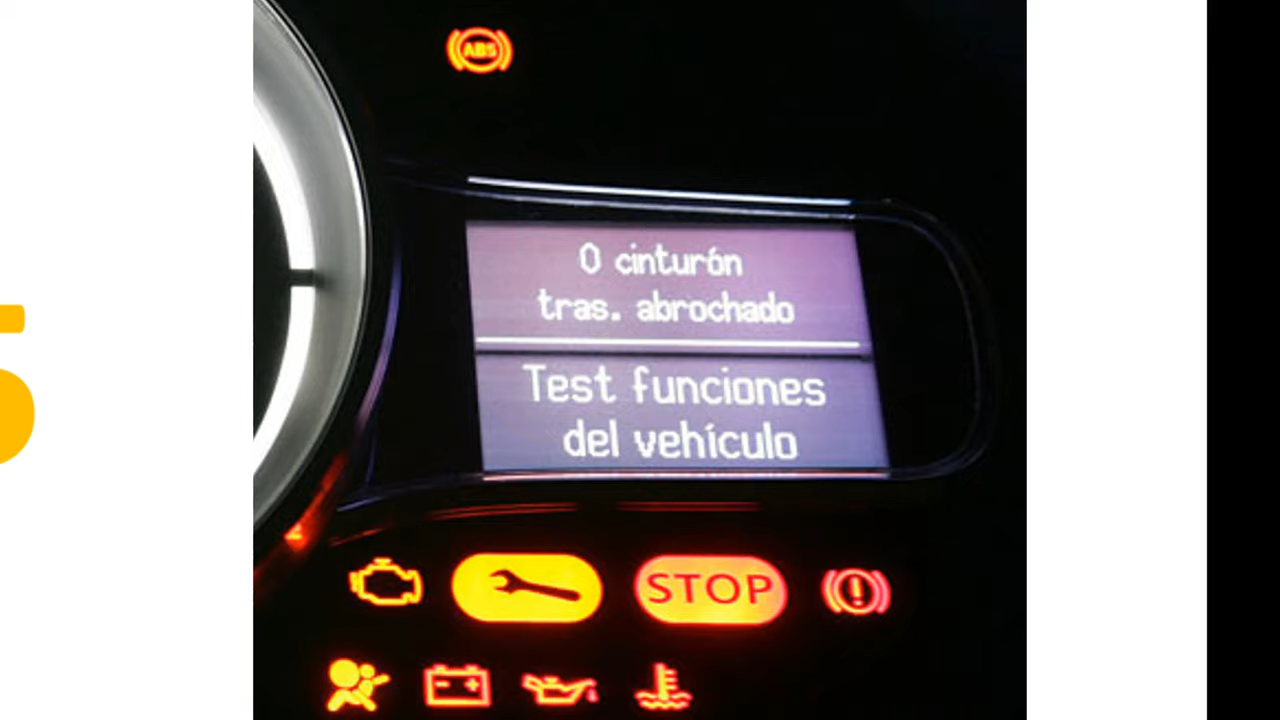 ABS
0 cinturón
tras. abrochado
Test funciones
del vehículo
STOP